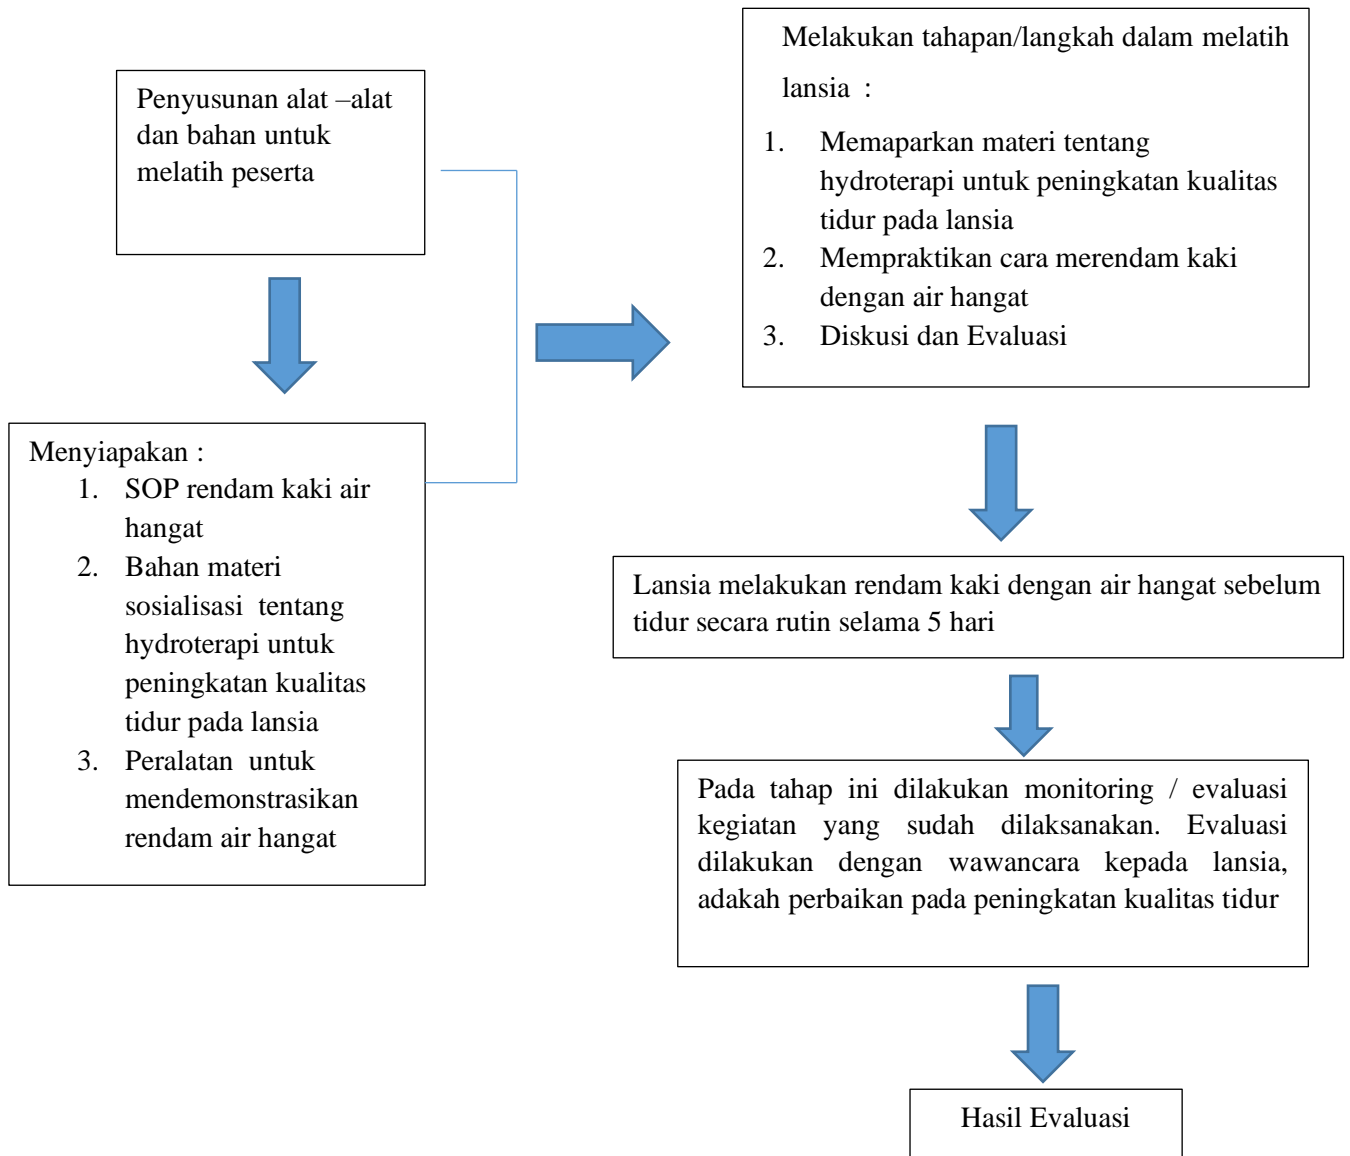 Penyusunan alat –alat
dan bahan untuk
melatih peserta
Menyiapakan :
1. SOP rendam kaki air
hangat
2. Bahan materi
sosialisasi tentang
hydroterapi untuk
peningkatan kualitas
tidur pada lansia
3. Peralatan untuk
mendemonstrasikan
rendam air hangat
Melakukan tahapan/langkah dalam melatih
lansia :
1. Memaparkan materi tentang
hydroterapi untuk peningkatan kualitas
tidur pada lansia
2. Mempraktikan cara merendam kaki
dengan air hangat
3. Diskusi dan Evaluasi
Lansia melakukan rendam kaki dengan air hangat sebelum
tidur secara rutin selama 5 hari
Pada tahap ini dilakukan monitoring / evaluasi
kegiatan yang sudah dilaksanakan. Evaluasi
dilakukan dengan wawancara kepada lansia,
adakah perbaikan pada peningkatan kualitas tidur
Hasil Evaluasi